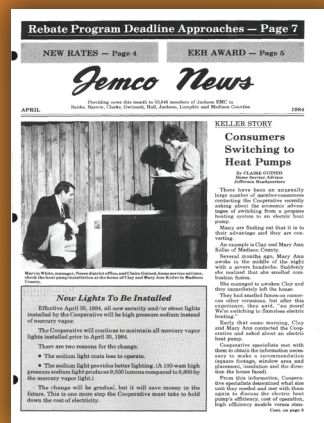 Rebate Program Deadline Approaches — Page 7
NEW RATES — Page 4
EEH AWARD — Page 5
Jemco News
Providing news this month to 55,646 members of Jackson EMC in
Banks, Barrow, Clarke, Gwinnett, Hall, Jackson, Lumpkin and Madison Counties
APRIL
1984
Marvin White, manager, Neese district office, and Claire Guined, home service advisor,
check the heat pump installation at the home of Clay and Mary Ann Keller in Madison
County.
New Lights To Be Installed
Effective April 30, 1984, all new security and/or street lights
installed by the Cooperative will be high pressure sodium instead
of mercury vapor.
The Cooperative will continue to maintain all mercury vapor
lights installed prior to April 30, 1984.
There are two reasons for the change.
● The sodium light costs less to operate.
● The sodium light provides better lighting. (A 100-watt high
pressure sodium light produces 9,500 lumens compared to 8,800 by
the mercury vapor light.)
The change will be gradual, but it will save money in the
future. This is one more step the Cooperative must take to hold
down the cost of electricity.
KELLER STORY
Consumers
Switching to
Heat Pumps
By CLAIRE GUINED
Home Service Advisor
Jefferson Headquarters
There have been an unusually
large number of member-consumers
contacting the Cooperative recently
asking about the economic advan-
tages of switching from a propane
heating system to an electric heat
pump.
Many are finding out that it is to
their advantage and they are con-
verting.
An example is Clay and Mary Ann
Keller of Madison County.
Several months ago, Mary Ann
awoke in the middle of the night
with a severe headache. Suddenly
she realized that she smelled com-
bustion fumes.
She managed to awaken Clay and
they immediately left the house.
They had smelled fumes on numer-
ous other occasions, but after this
experience, they said, "no more!
We're switching to flameless electric
heating."
Early that same morning, Clay
and Mary Ann contacted the Coop-
erative and asked about an electric
heat pump.
Cooperative specialists met with
them to obtain the information neces-
sary to make a recommendation
(square footage, window area and
placement, insulation and the direc-
tion the house faced).
From this information, Coopera-
tive specialists determined what size
unit they needed and met with them
again to discuss the electric heat
pump's efficiency, cost of operation,
high efficiency models versus stan-
Cont. on page 3